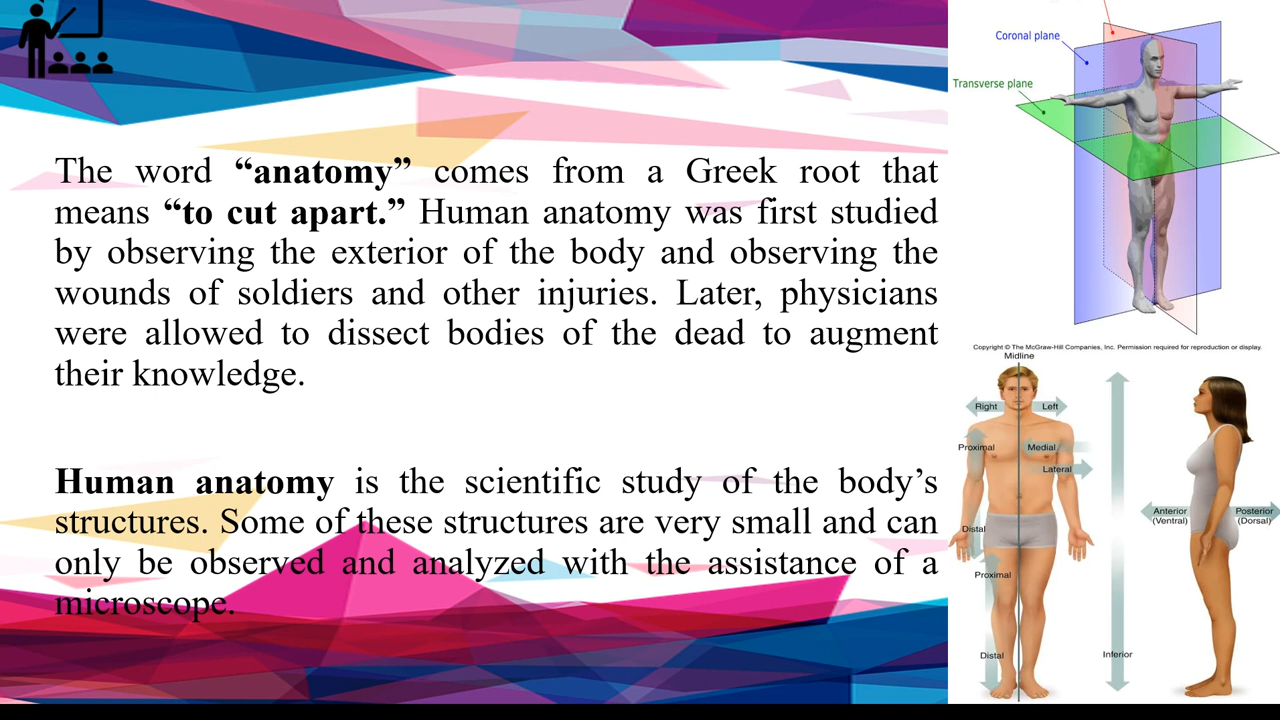 The word “anatomy” comes from a Greek root that
means “to cut apart.” Human anatomy was first studied
by observing the exterior of the body and observing the
wounds of soldiers and other injuries. Later, physicians
were allowed to dissect bodies of the dead to augment
their knowledge.
Human anatomy is the scientific study of the body’s
structures. Some of these structures are very small and can
only be observed and analyzed with the assistance of a
microscope.
Coronal plane
Transverse plane
Copyright © The McGraw-Hill Companies, Inc. Permission required for reproduction or display.
Midline
Right
Left
Proximal
Medial
Lateral
Distal
Proximal
Distal
Inferior
Anterior
(Ventral)
Posterior
(Dorsal)